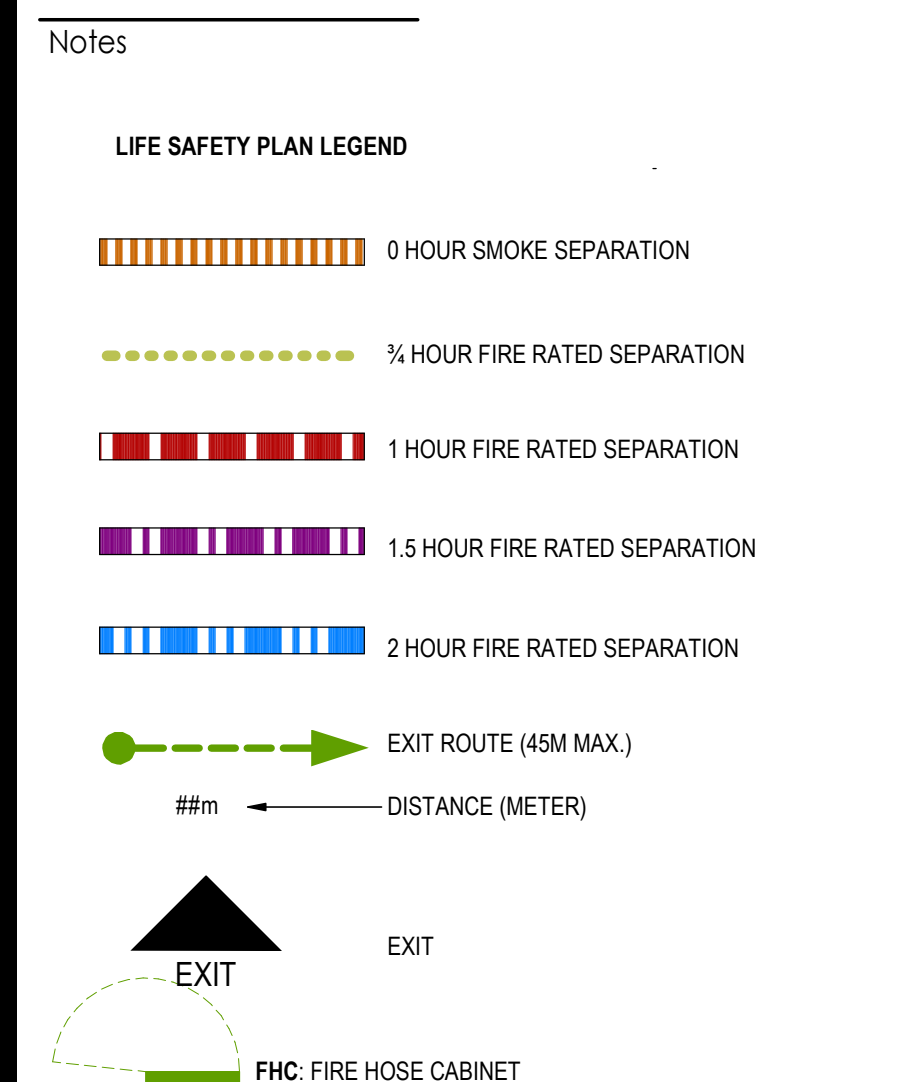 Notes
LIFE SAFETY PLAN LEGEND
-
0 HOUR SMOKE SEPARATION
¾ HOUR FIRE RATED SEPARATION
1 HOUR FIRE RATED SEPARATION
1.5 HOUR FIRE RATED SEPARATION
2 HOUR FIRE RATED SEPARATION
EXIT ROUTE (45M MAX.)
##m DISTANCE (METER)
EXIT
EXIT
FHC: FIRE HOSE CABINET